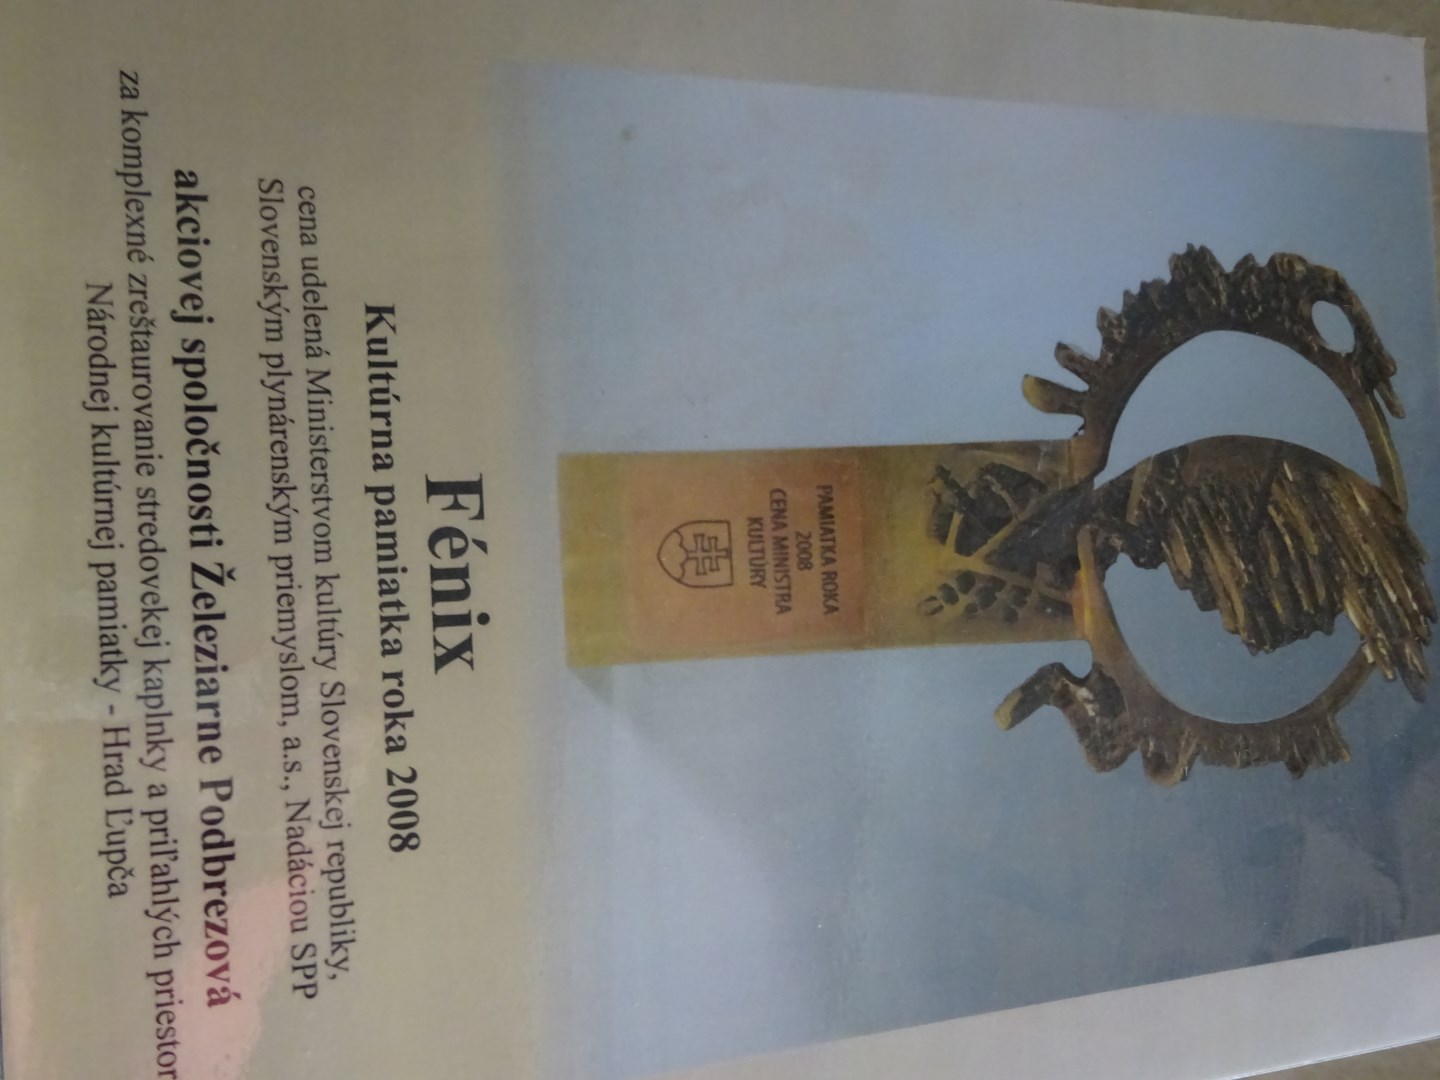 PAMIATKA ROKA
2008
CENA MINISTRA
KULTÚRY
Fénix
Kultúrna pamiatka roka 2008
cena udelená Ministerstvom kultúry Slovenskej republiky,
Slovenským plynárenským priemyslom, a.s., Nadáciou SPP
akciovej spoločnosti Železiarne Podbrezová
za komplexné zreštaurovanie stredovekej kaplnky a priľahlých priestor
Národnej kultúrnej pamiatky - Hrad Ľupča